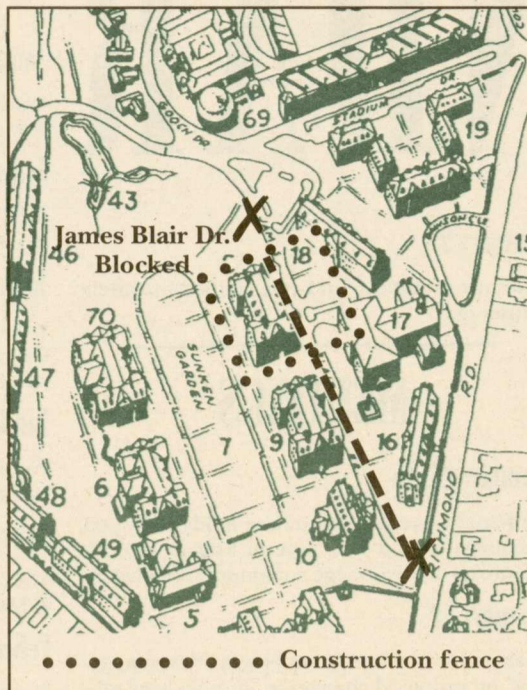 69
GOOCH DR.
STADIUM
DR.
19
43
James Blair Dr.
Blocked
46
18
70
17
47
SUNKEN
GARDEN
RD.
7
9
16
6
48
49
10
RICHMOND
5
Construction fence